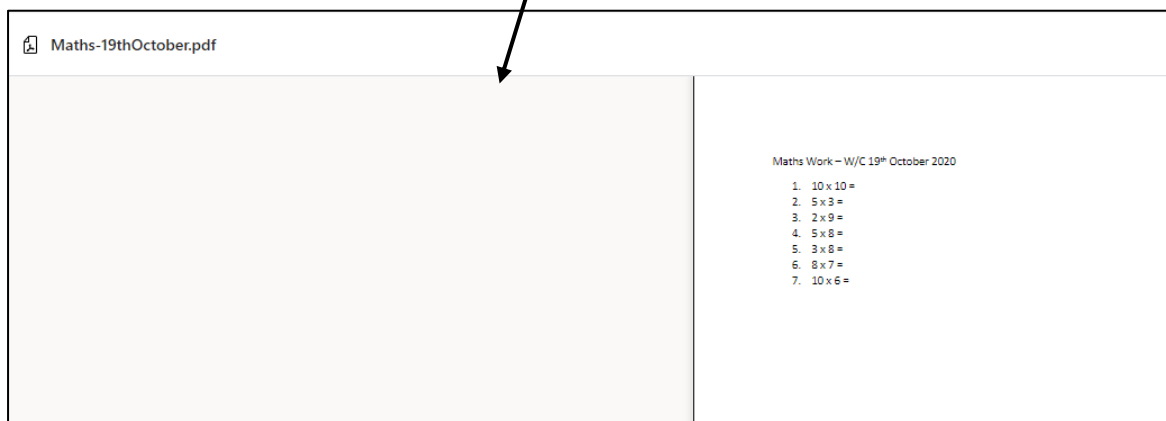 Maths-19thOctober.pdf
Maths Work – W/C 19th October 2020
1. 10 x 10 =
2. 5 x 3 =
3. 2 x 9 =
4. 5 x 8 =
5. 3 x 8 =
6. 8 x 7 =
7. 10 x 6 =